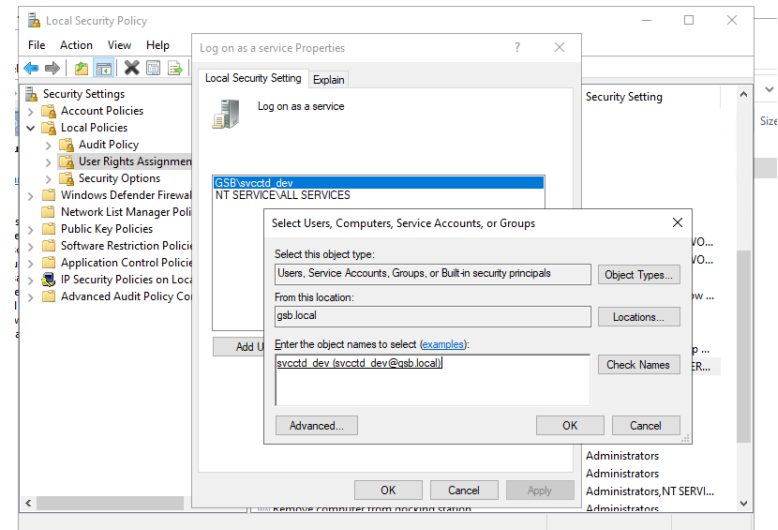 Local Security Policy
File Action View Help
Log on as a service Properties
?
Local Security Setting Explain
Log on as a service
GSB\svcctd_dev
NT SERVICE\ALL SERVICES
Security Settings
Account Policies
Local Policies
Audit Policy
User Rights Assignmen
Security Options
Windows Defender Firewal
Network List Manager Poli
Public Key Policies
Software Restriction Policie
Application Control Policie
IP Security Policies on Loca
Advanced Audit Policy Co
Select Users, Computers, Service Accounts, or Groups
Select this object type:
Users, Service Accounts, Groups, or Built-in security principals
Object Types...
From this location:
gsb.local
Locations...
Enter the object names to select (examples):
svcctd_dev (svcctd_dev@gsb.local)
Check Names
Advanced...
OK Cancel
Add U
OK Cancel Apply
Security Setting
Size
Administrators
Administrators
Administrators,NT SERVI...
Administrators
Remove computer from docking station